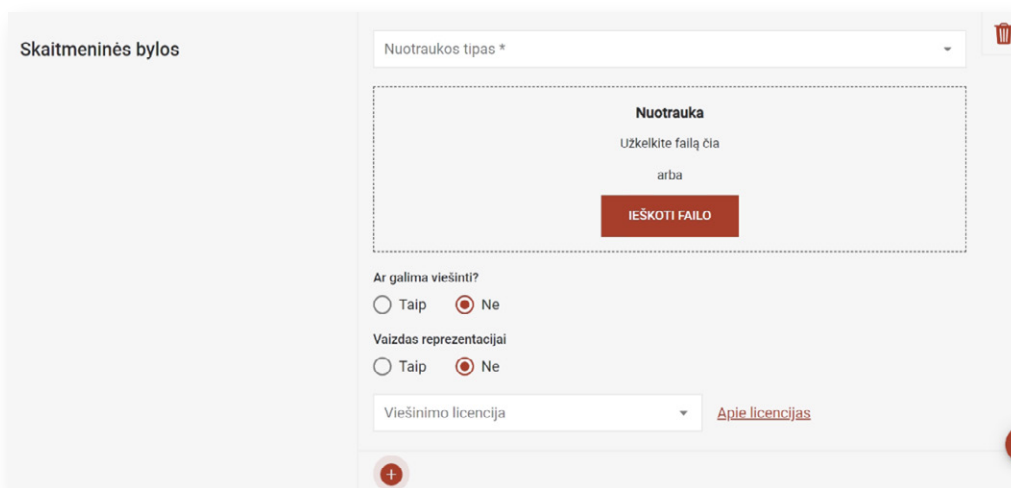 Skaitmeninės bylos
Nuotraukos tipas *
Nuotrauka
Užkelkite failą čia
arba
IEŠKOTI FAILO
Ar galima viešinti?
Taip Ne
Vaizdas reprezentacijai
Taip Ne
Viešinimo licencija Apie licencijas